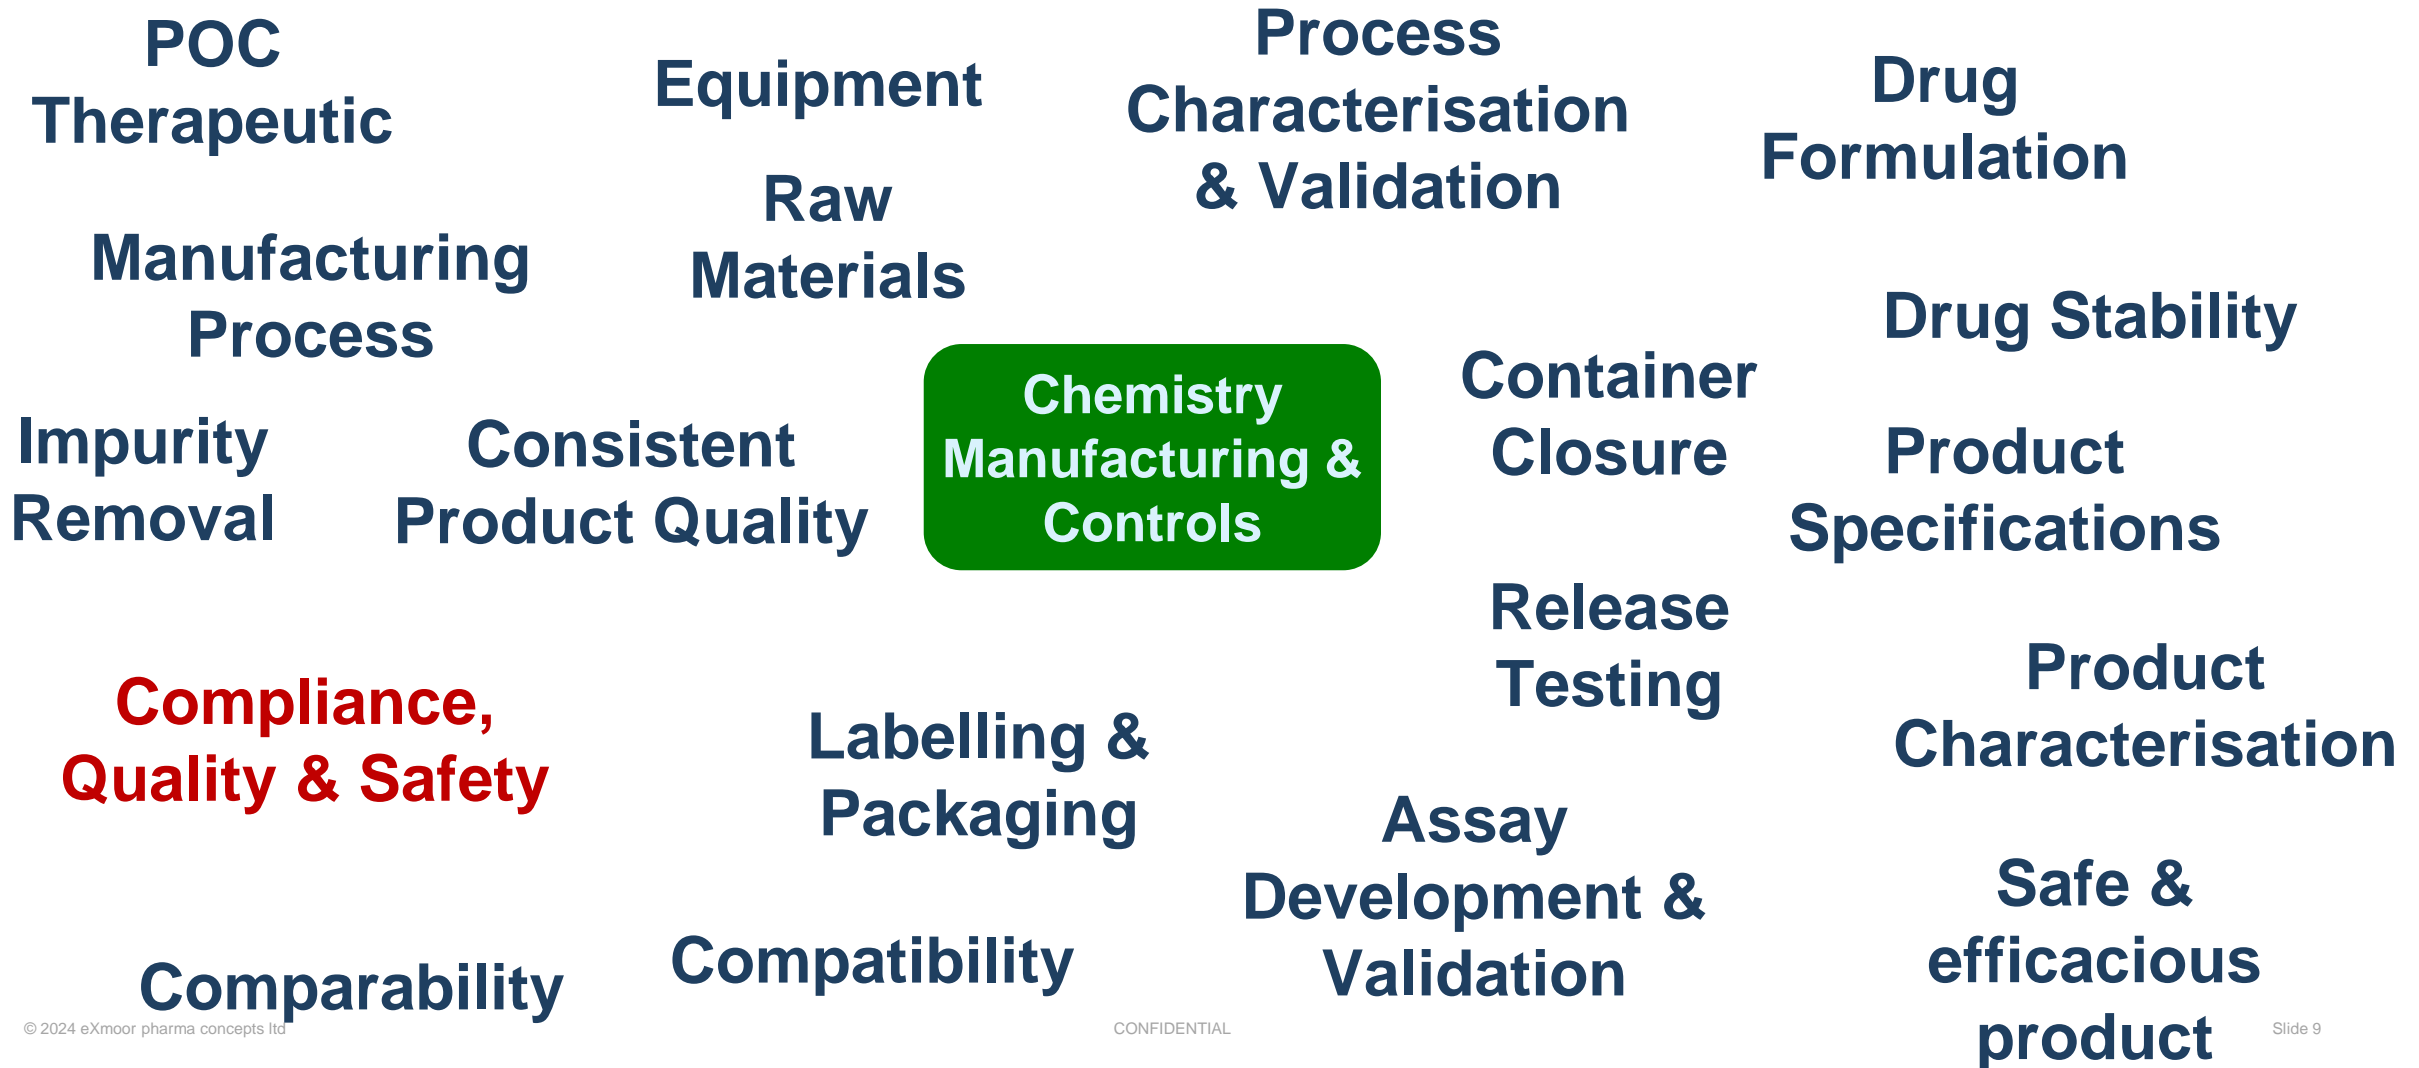 POC
Therapeutic
Equipment
Process
Characterisation
& Validation
Drug
Formulation
Raw
Materials
Manufacturing
Process
Drug Stability
Chemistry
Manufacturing &
Controls
Container
Closure
Impurity
Removal
Consistent
Product Quality
Product
Specifications
Release
Testing
Product
Characterisation
Compliance,
Quality & Safety
Labelling &
Packaging
Assay
Development &
Validation
Safe &
efficacious
product
Compatibility
Comparability
© 2024 eXmoor pharma concepts ltd
CONFIDENTIAL
Slide 9